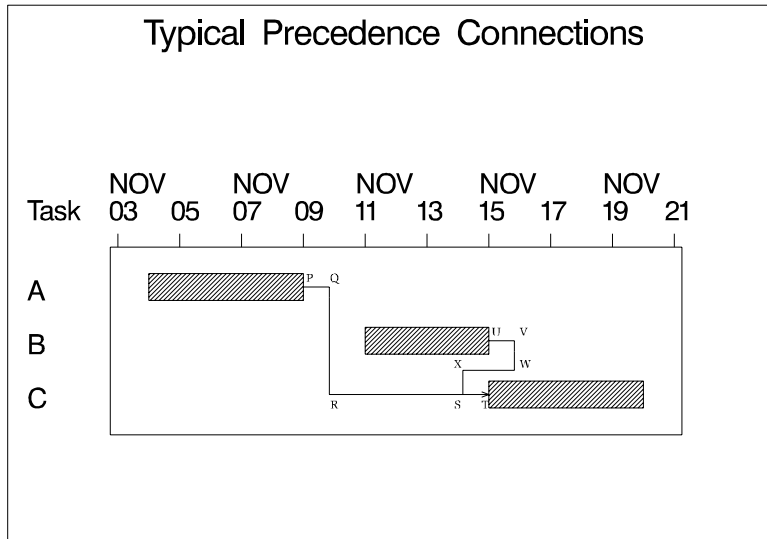 Typical Precedence Connections
NOV NOV NOV NOV NOV
Task 03 05 07 09 11 13 15 17 19 21
A P Q
B U V
X W
C
R S T